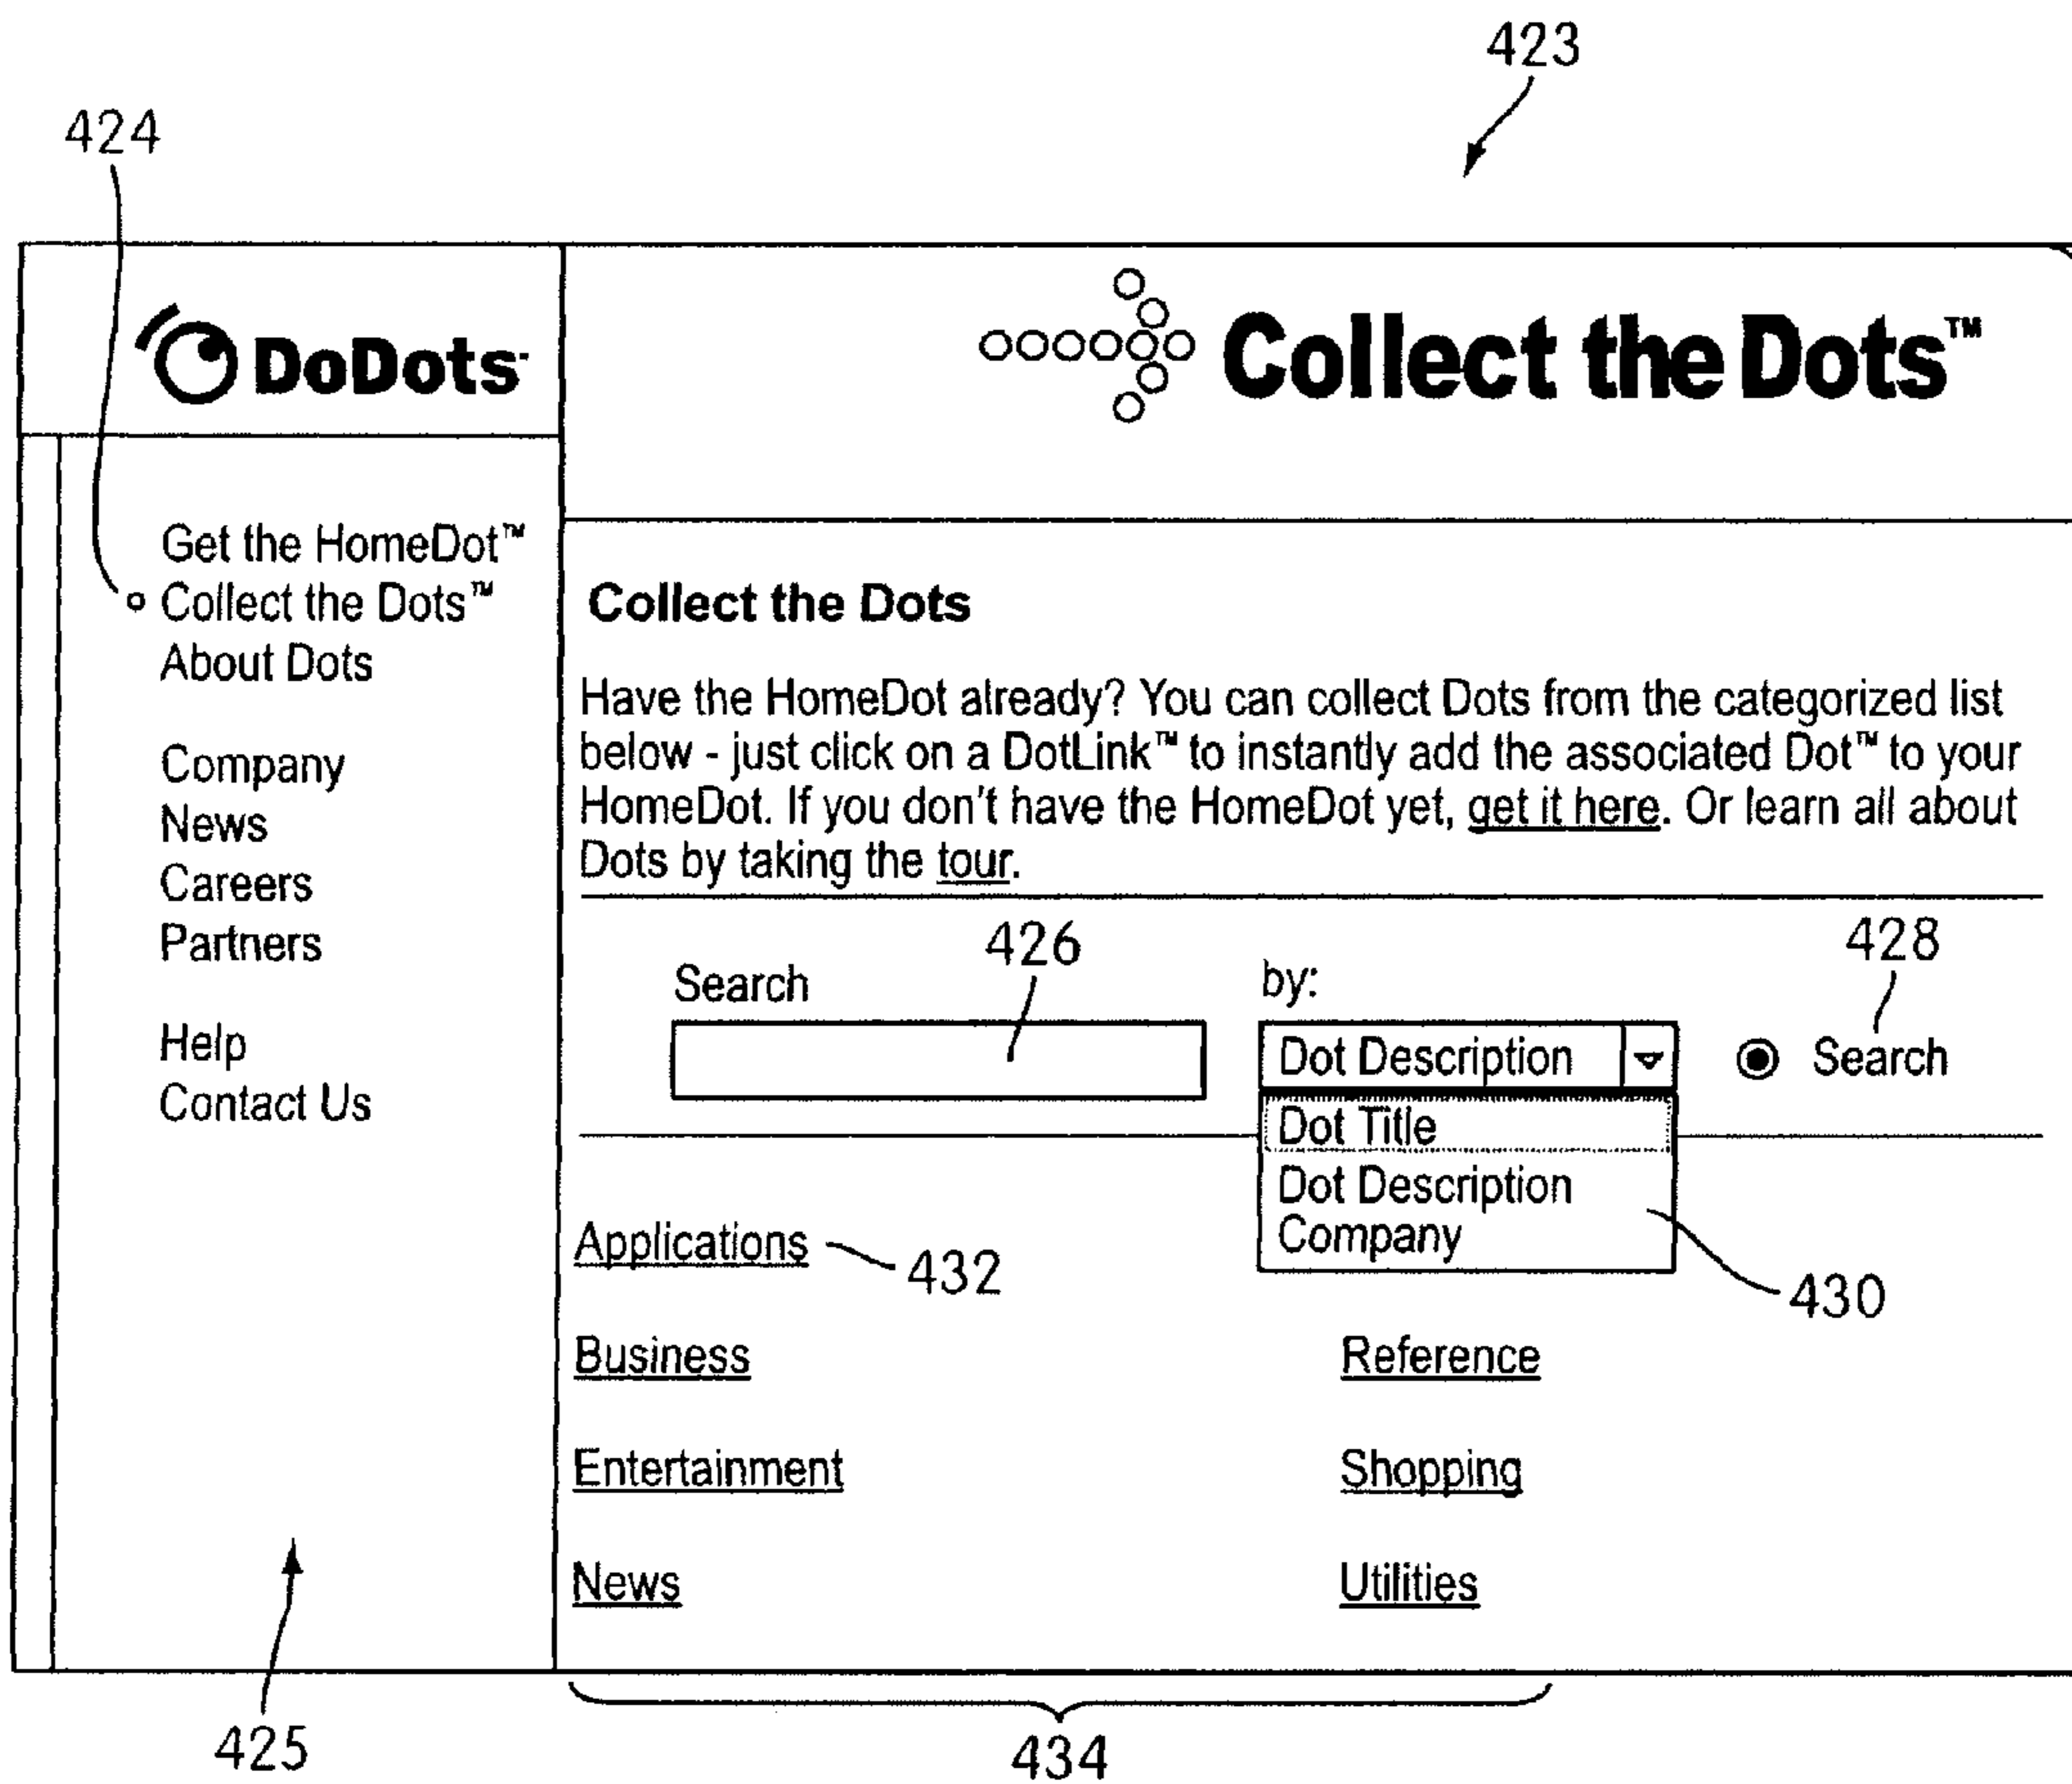 423
424
DoDots
Collect the Dots™
Get the HomeDot™
Collect the Dots™
About Dots
Company
News
Careers
Partners
Help
Contact Us
425
Collect the Dots
Have the HomeDot already? You can collect Dots from the categorized list
below - just click on a DotLink™ to instantly add the associated Dot™ to your
HomeDot. If you don't have the HomeDot yet, get it here. Or learn all about
Dots by taking the tour.
426
428
Search
by:
Dot Description
Search
Dot Title
Dot Description
Company
430
Applications
432
Business
Reference
Entertainment
Shopping
News
Utilities
434